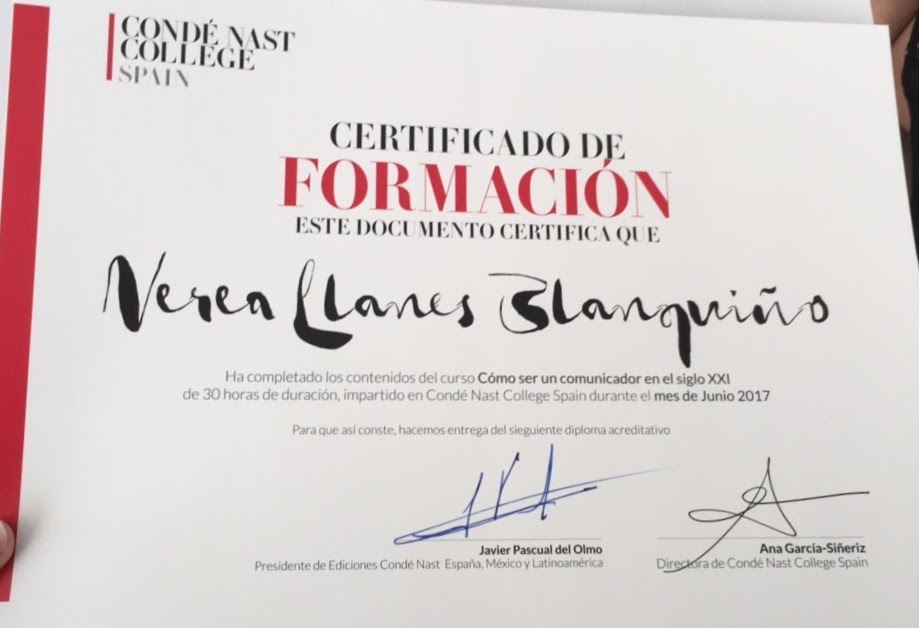 CONDÉ NAST
COLLEGE
SPAIN
CERTIFICADO DE
FORMACIÓN
ESTE DOCUMENTO CERTIFICA QUE
Nerea Llanes Blanquiño
Ha completado los contenidos del curso Cómo ser un comunicador en el siglo XXI
de 30 horas de duración, impartido en Condé Nast College Spain durante el mes de Junio 2017
Para que así conste, hacemos entrega del sieguiente diploma acreditativo
Javier Pascual del Olmo
Presidente de Ediciones Condé Nast España, México y Latinoamérica
Ana García-Siñeriz
Directora de Condé Nast College Spain